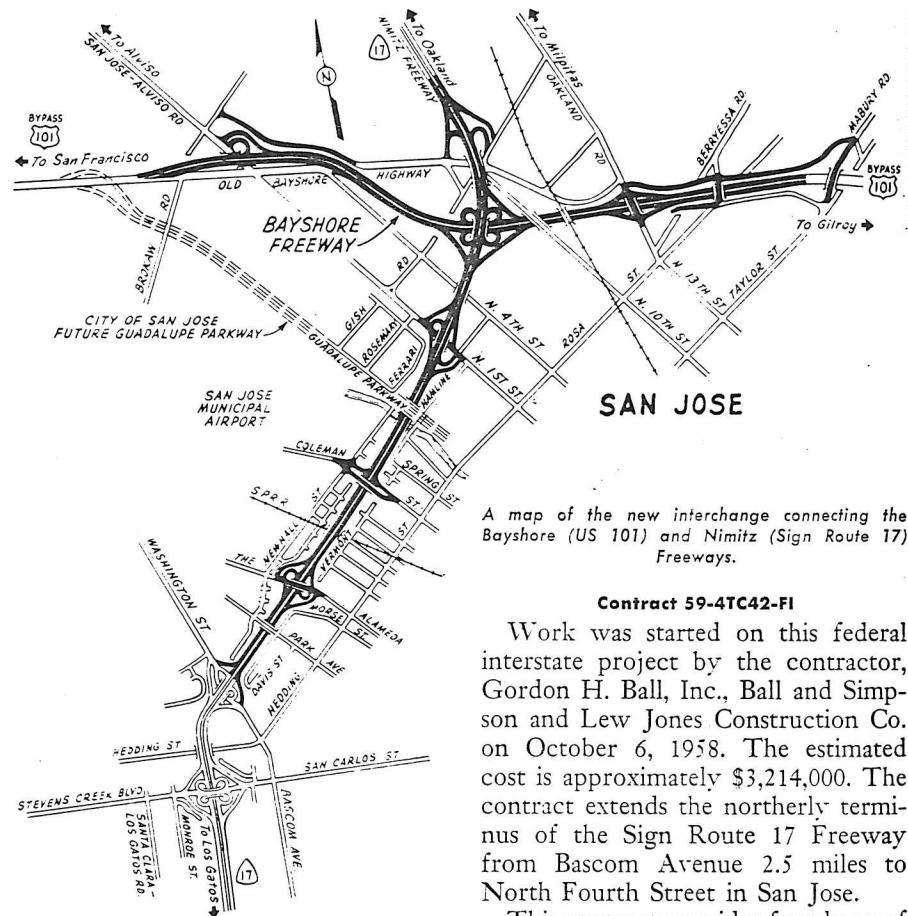 To Alviso
SAN JOSE-ALVISO RD.
NIMITZ FREEWAY
17
To Oakland
To Milpitas
OAKLAND
RD
N
BYPASS
101
To San Francisco
BERRYESSA RD.
MABURY RD.
BYPASS
101
To Gilroy
OLD BAYSHORE HIGHWAY
BAYSHORE
FREEWAY
BROKAW RD
CITY OF SAN JOSE
FUTURE GUADALUPE PARKWAY
GISH RD
ROSEMARY
FERRARI
GUADALUPE PARKWAY
HAMLINE
N. 4TH ST
N. 1ST ST
ROSA ST.
N. 13TH ST
N. 10TH ST
TAYLOR ST.
SAN JOSE
MUNICIPAL
AIRPORT
SAN JOSE
COLEMAN ST
SPRING ST
S.P.R.R.
NEWHALL ST
VERMONT ST
THE ALAMEDA
MORSE ST
PARK AVE
DAVIS ST
HEDDING
WASHINGTON ST
HEDDING ST
SAN CARLOS ST
STEVENS CREEK BLVD
SANTA CLARA-
LOS GATOS RD.
MONROE ST.
To Los Gatos
17
BASCOM AVE
A map of the new interchange connecting the
Bayshore (US 101) and Nimitz (Sign Route 17)
Freeways.
Contract 59-4TC42-FI
Work was started on this federal
interstate project by the contractor,
Gordon H. Ball, Inc., Ball and Simp-
son and Lew Jones Construction Co.
on October 6, 1958. The estimated
cost is approximately $3,214,000. The
contract extends the northerly termi-
nus of the Sign Route 17 Freeway
from Bascom Avenue 2.5 miles to
North Fourth Street in San Jose.